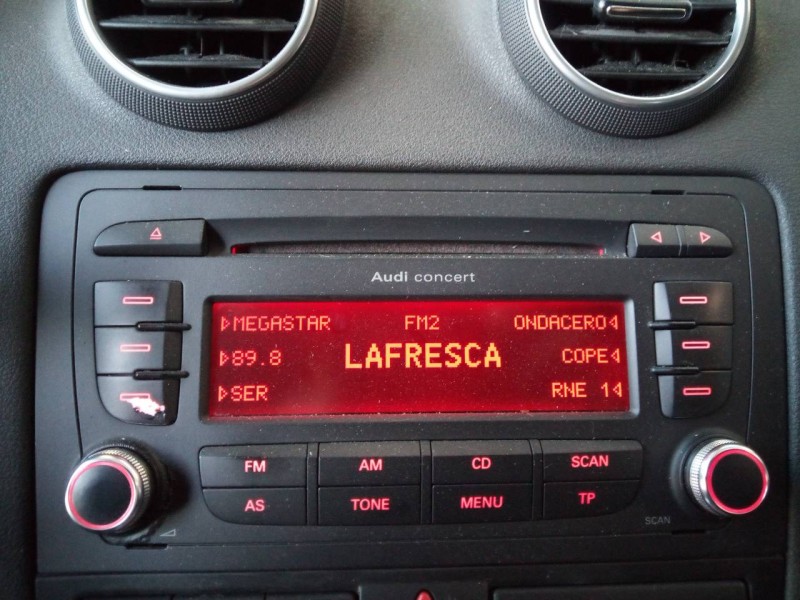 Audi concert
MEGASTAR FM2 ONDACERO
89.8 LAFRESCA COPE
SER RNE 1
FM AM CD SCAN
AS TONE MENU TP
SCAN